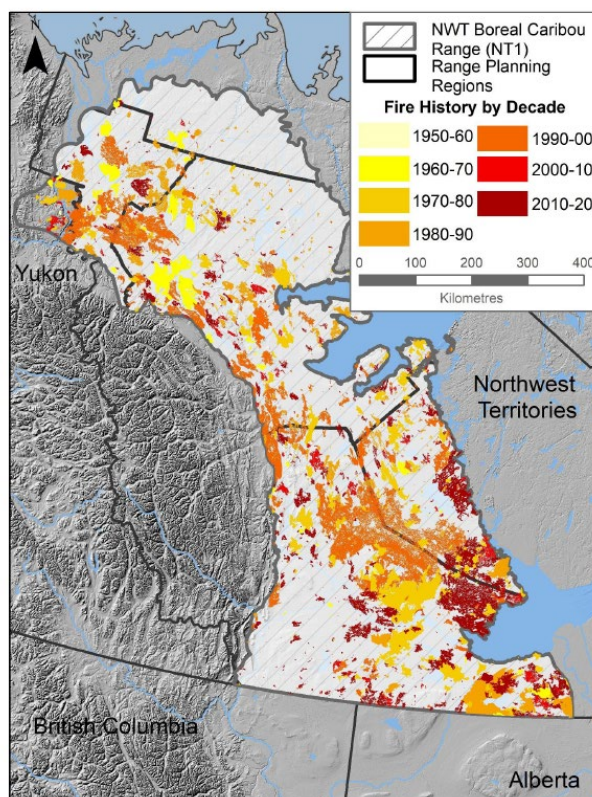 NWT Boreal Caribou
Range (NT1)
Range Planning
Regions
Fire History by Decade
1950-60
1990-00
1960-70
2000-10
1970-80
2010-20
1980-90
0 100 200 300 400
Kilometres
Yukon
Northwest
Territories
British Columbia
Alberta